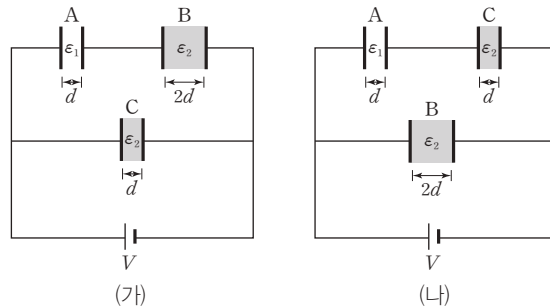 A B A C
ε₁ ε₂ ε₁ ε₂
d 2d d d
C B
ε₂ ε₂
d 2d
V V
(가) (나)